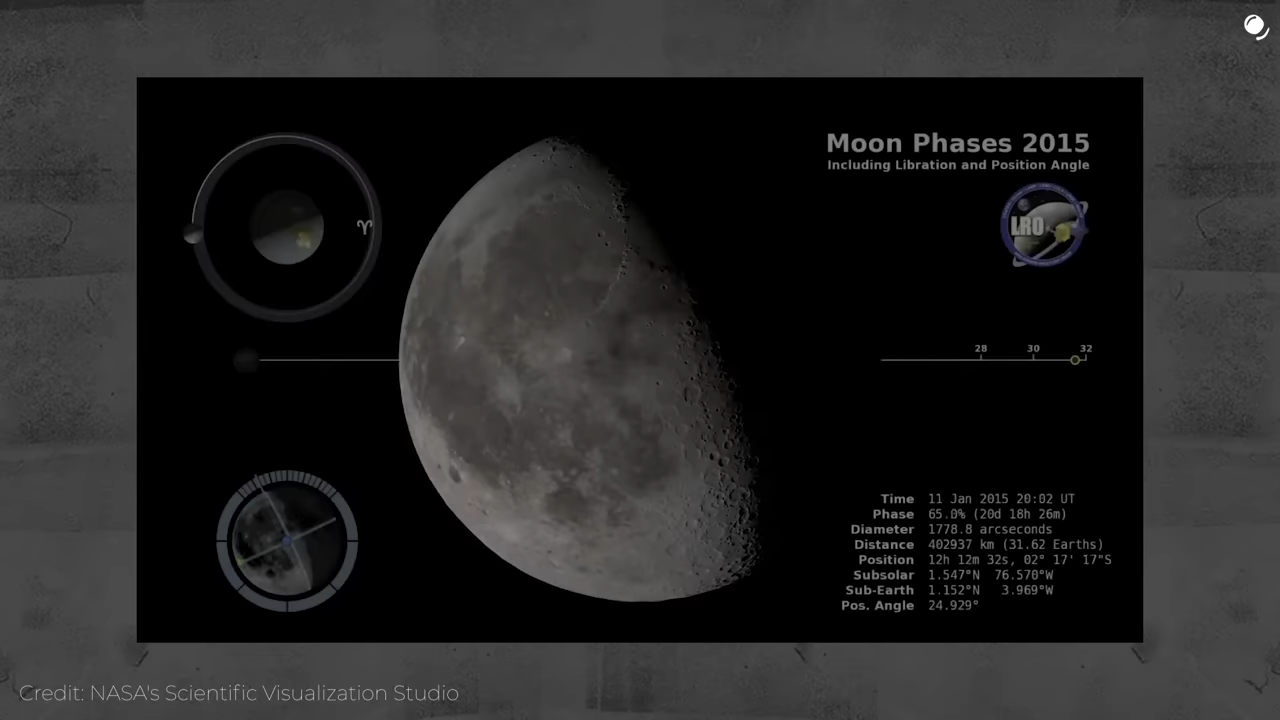 Moon Phases 2015
Including Libration and Position Angle
LRO
28 30 32
Time 11 Jan 2015 20:02 UT
Phase 65.0% (20d 18h 26m)
Diameter 1778.8 arcseconds
Distance 402937 km (31.62 Earths)
Position 12h 12m 32s, 02° 17' 17"S
Subsolar 1.547°N 76.570°W
Sub-Earth 1.152°N 3.969°W
Pos. Angle 24.929°
Credit: NASA's Scientific Visualization Studio